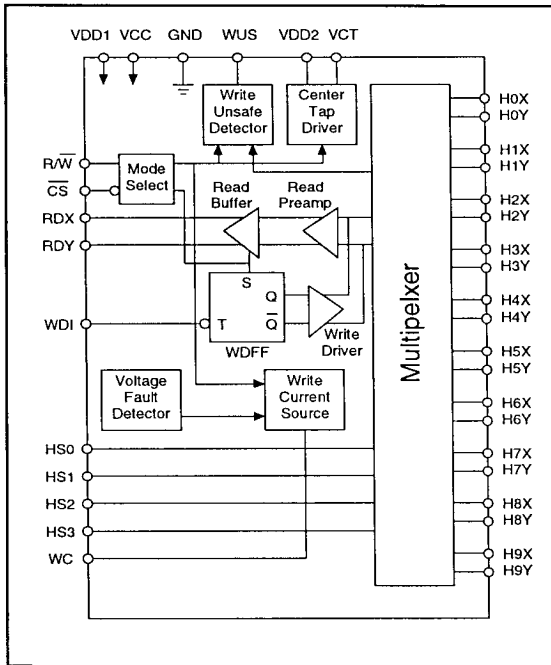 VDD1 VCC GND WUS VDD2 VCT
Write
Unsafe
Detector
Center
Tap
Driver
R/W̅
C̅S̅
RDX
RDY
WDI
HS0
HS1
HS2
HS3
WC
Mode
Select
Read
Buffer
Read
Preamp
S
Q
T
Q̅
WDFF
Write
Driver
Voltage
Fault
Detector
Write
Current
Source
Multipelxer
H0X
H0Y
H1X
H1Y
H2X
H2Y
H3X
H3Y
H4X
H4Y
H5X
H5Y
H6X
H6Y
H7X
H7Y
H8X
H8Y
H9X
H9Y